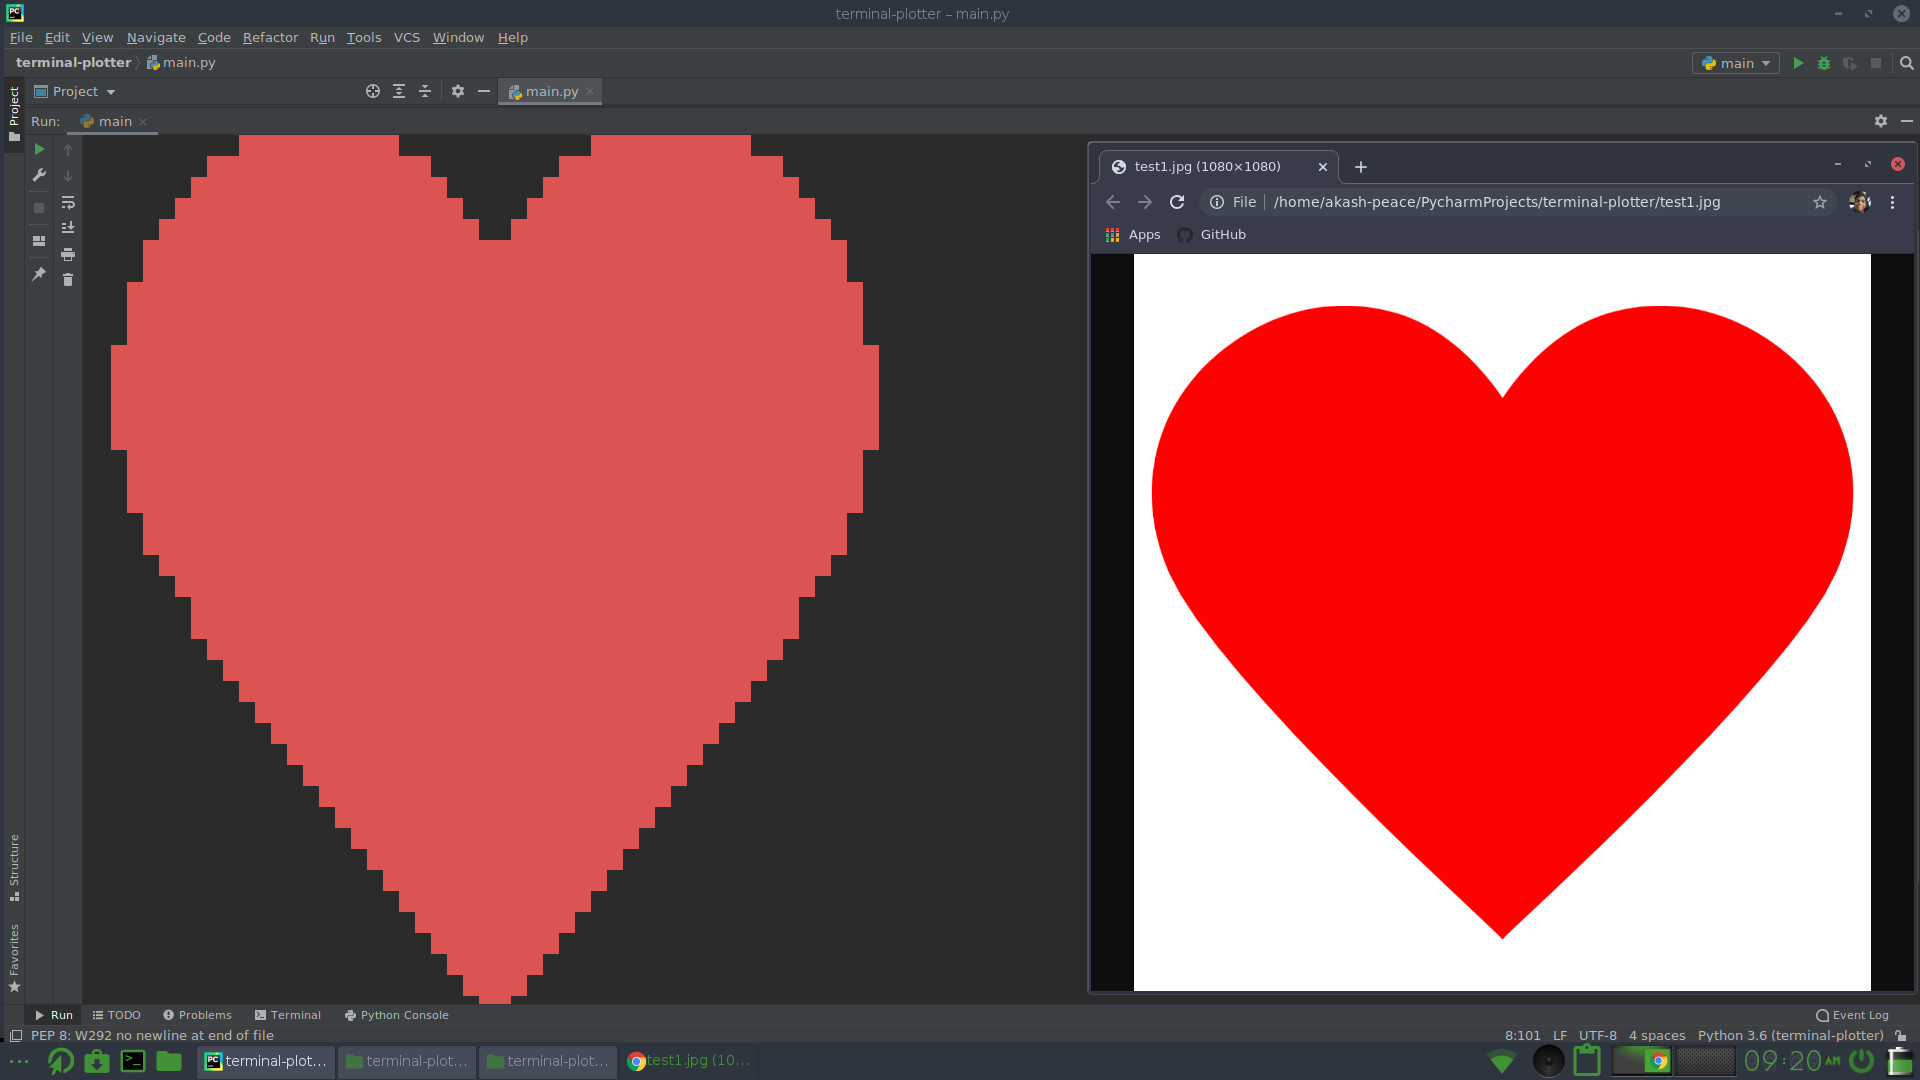 terminal-plotter – main.py
File Edit View Navigate Code Refactor Run Tools VCS Window Help
terminal-plotter main.py
main
Project
Project
main.py
Run: main
test1.jpg (1080×1080)
File /home/akash-peace/PycharmProjects/terminal-plotter/test1.jpg
Apps GitHub
Structure
Favorites
Run TODO Problems Terminal Python Console
Event Log
PEP 8: W292 no newline at end of file
8:101 LF UTF-8 4 spaces Python 3.6 (terminal-plotter)
terminal-plot... terminal-plot... terminal-plot... test1.jpg (10...
09:20 AM